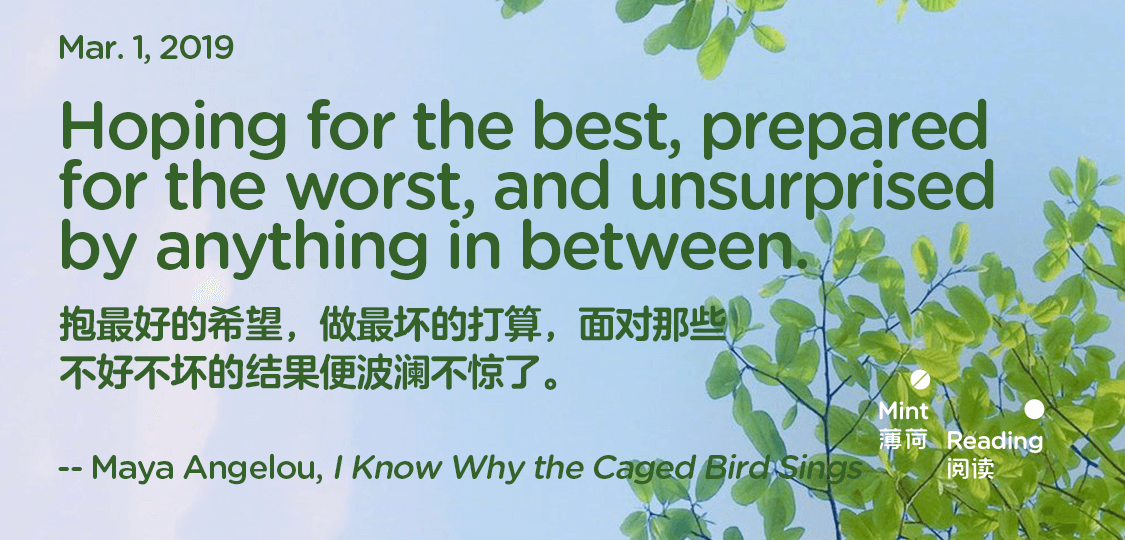 Mar. 1, 2019
Hoping for the best, prepared
for the worst, and unsurprised
by anything in between.
抱最好的希望，做最坏的打算，面对那些
不好不坏的结果便波澜不惊了。
-- Maya Angelou, I Know Why the Caged Bird Sings
Mint
薄荷
Reading
阅读